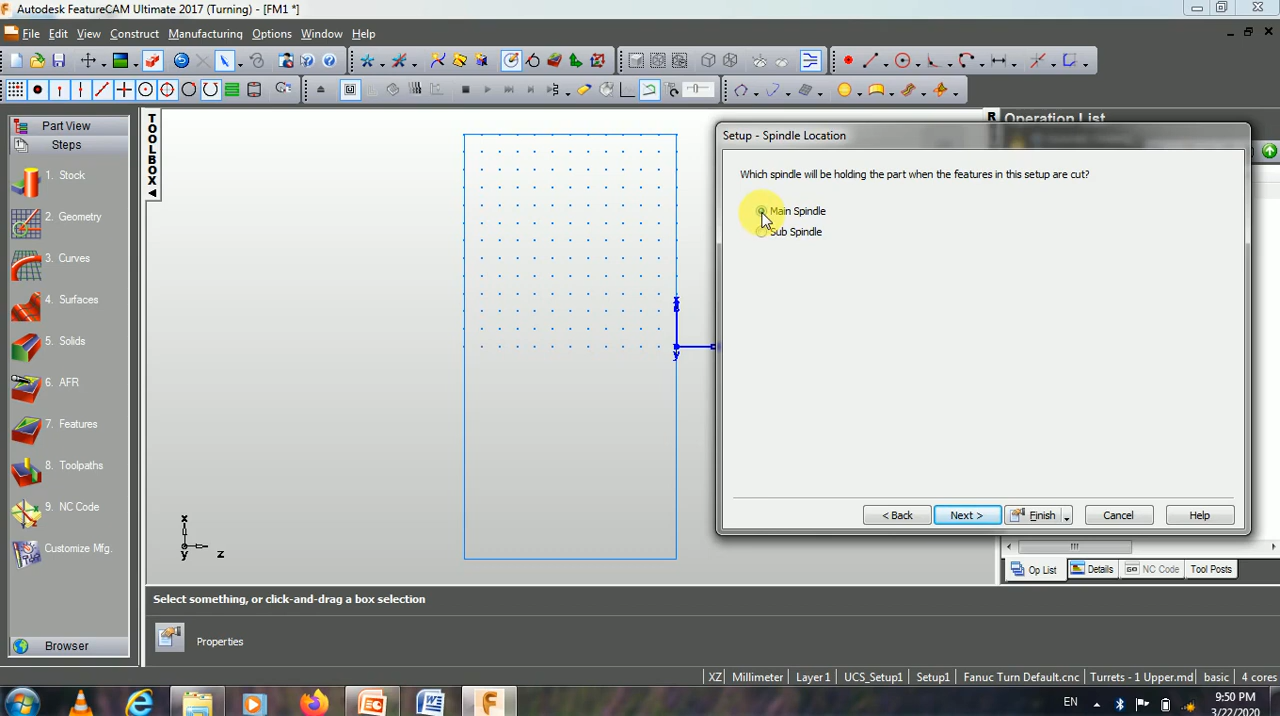 Autodesk FeatureCAM Ultimate 2017 (Turning) - [FM1 *]
File Edit View Construct Manufacturing Options Window Help
Part View
Steps
1. Stock
2. Geometry
3. Curves
4. Surfaces
5. Solids
6. AFR
7. Features
8. Toolpaths
9. NC Code
Customize Mfg.
Browser
TOOLBOX
R
Operation List
Setup - Spindle Location
Which spindle will be holding the part when the features in this setup are cut?
Main Spindle
Sub Spindle
< Back
Next >
Finish
Cancel
Help
x
y
z
y
Op List
Details
NC Code
Tool Posts
Select something, or click-and-drag a box selection
Properties
XZ Millimeter Layer1 UCS_Setup1 Setup1 Fanuc Turn Default.cnc Turrets - 1 Upper.md basic 4 cores
EN
9:50 PM
3/22/2020